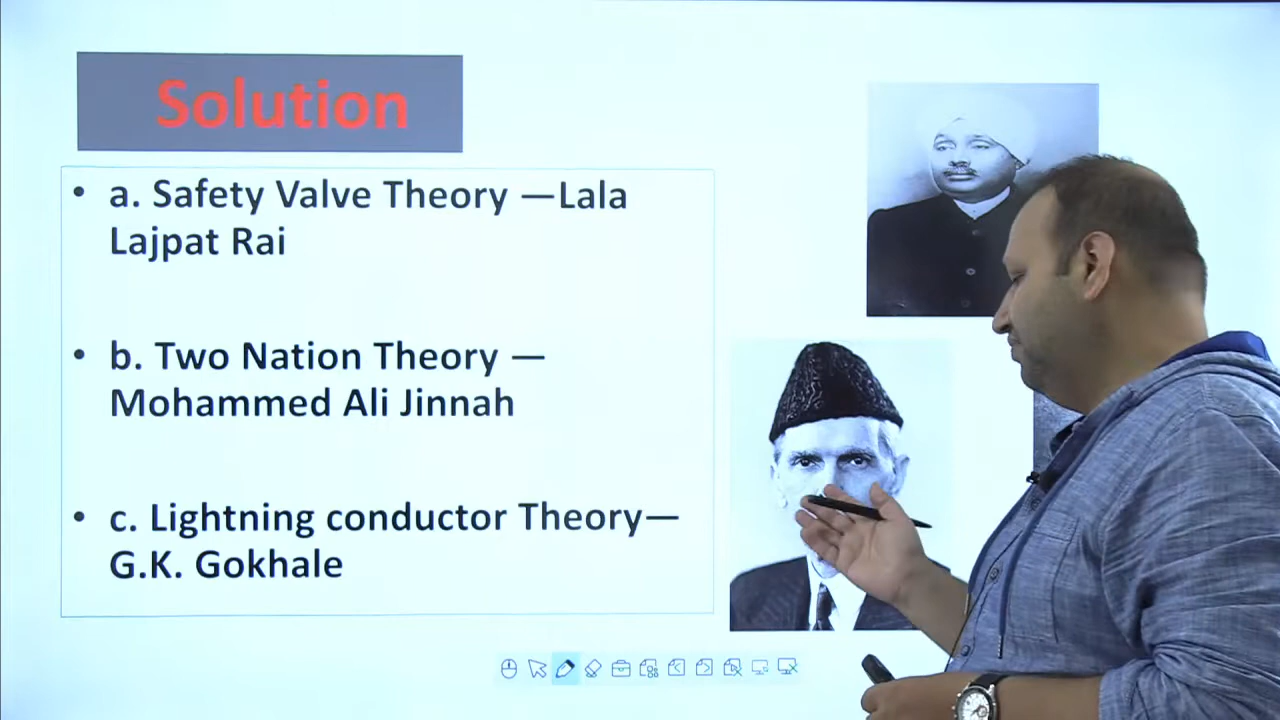 Solution
• a. Safety Valve Theory —Lala
Lajpat Rai
• b. Two Nation Theory —
Mohammed Ali Jinnah
• c. Lightning conductor Theory—
G.K. Gokhale